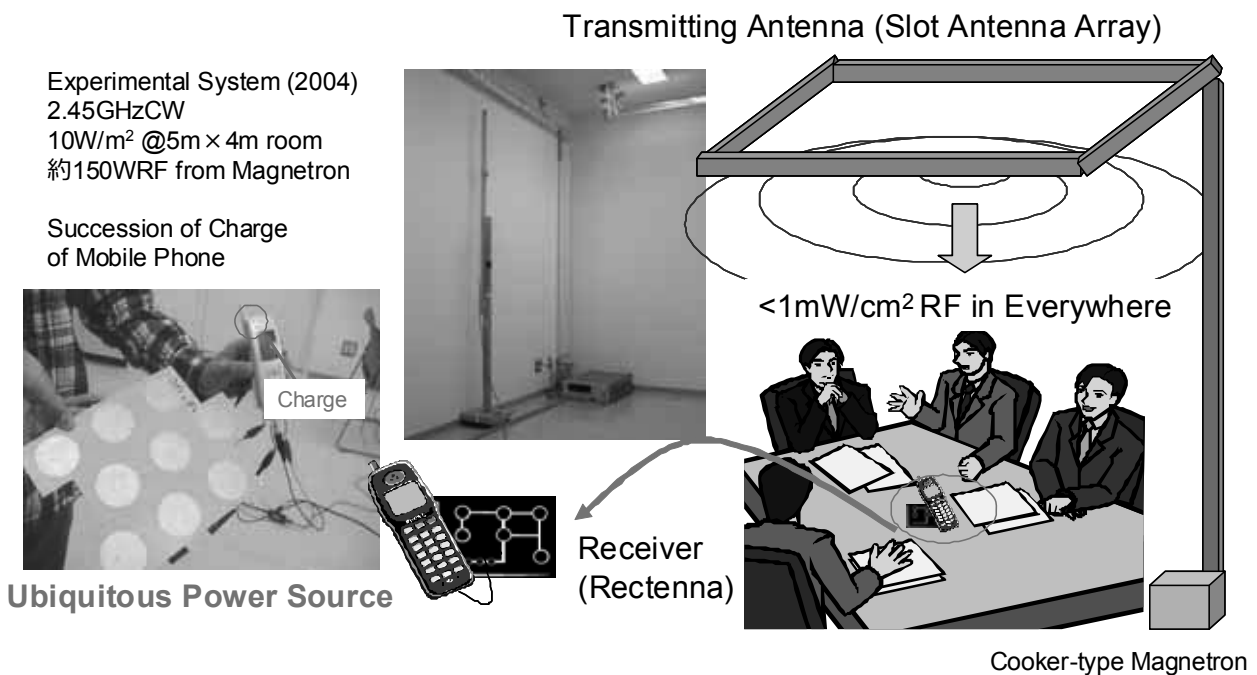 Transmitting Antenna (Slot Antenna Array)
Experimental System (2004)
2.45GHzCW
10W/m² @5m×4m room
約150WRF from Magnetron
Succession of Charge
of Mobile Phone
<1mW/cm² RF in Everywhere
Charge
Receiver
(Rectenna)
Ubiquitous Power Source
Cooker-type Magnetron